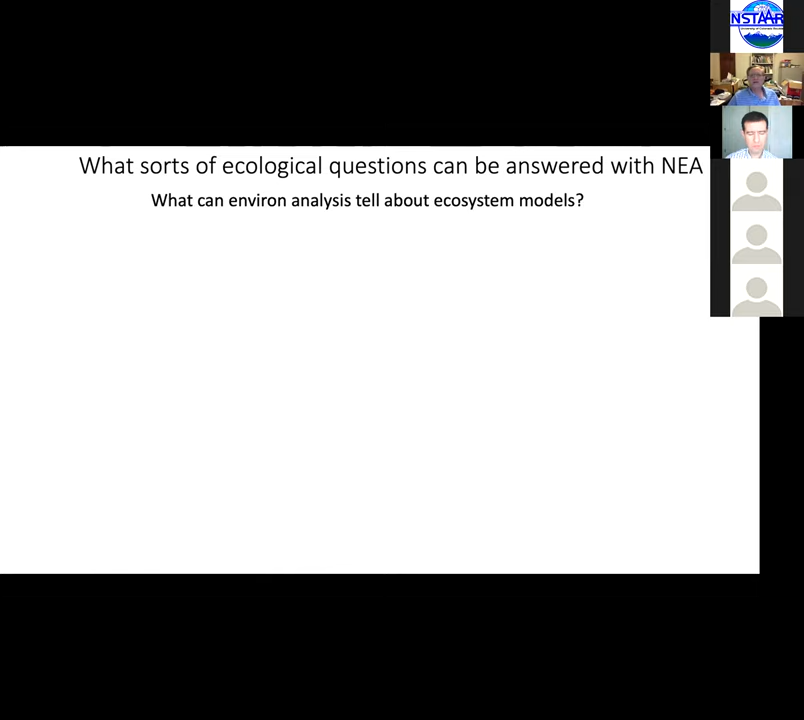 NSTAAR
What sorts of ecological questions can be answered with NEA
What can environ analysis tell about ecosystem models?